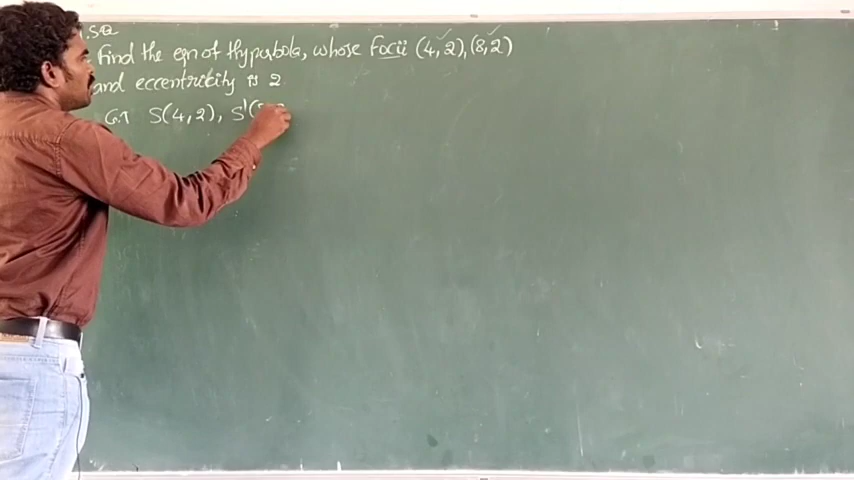 Find the eqn of Hyperbola, whose Focii (4,2), (8,2)
and eccentricity is 2
G.T S(4,2), S'(